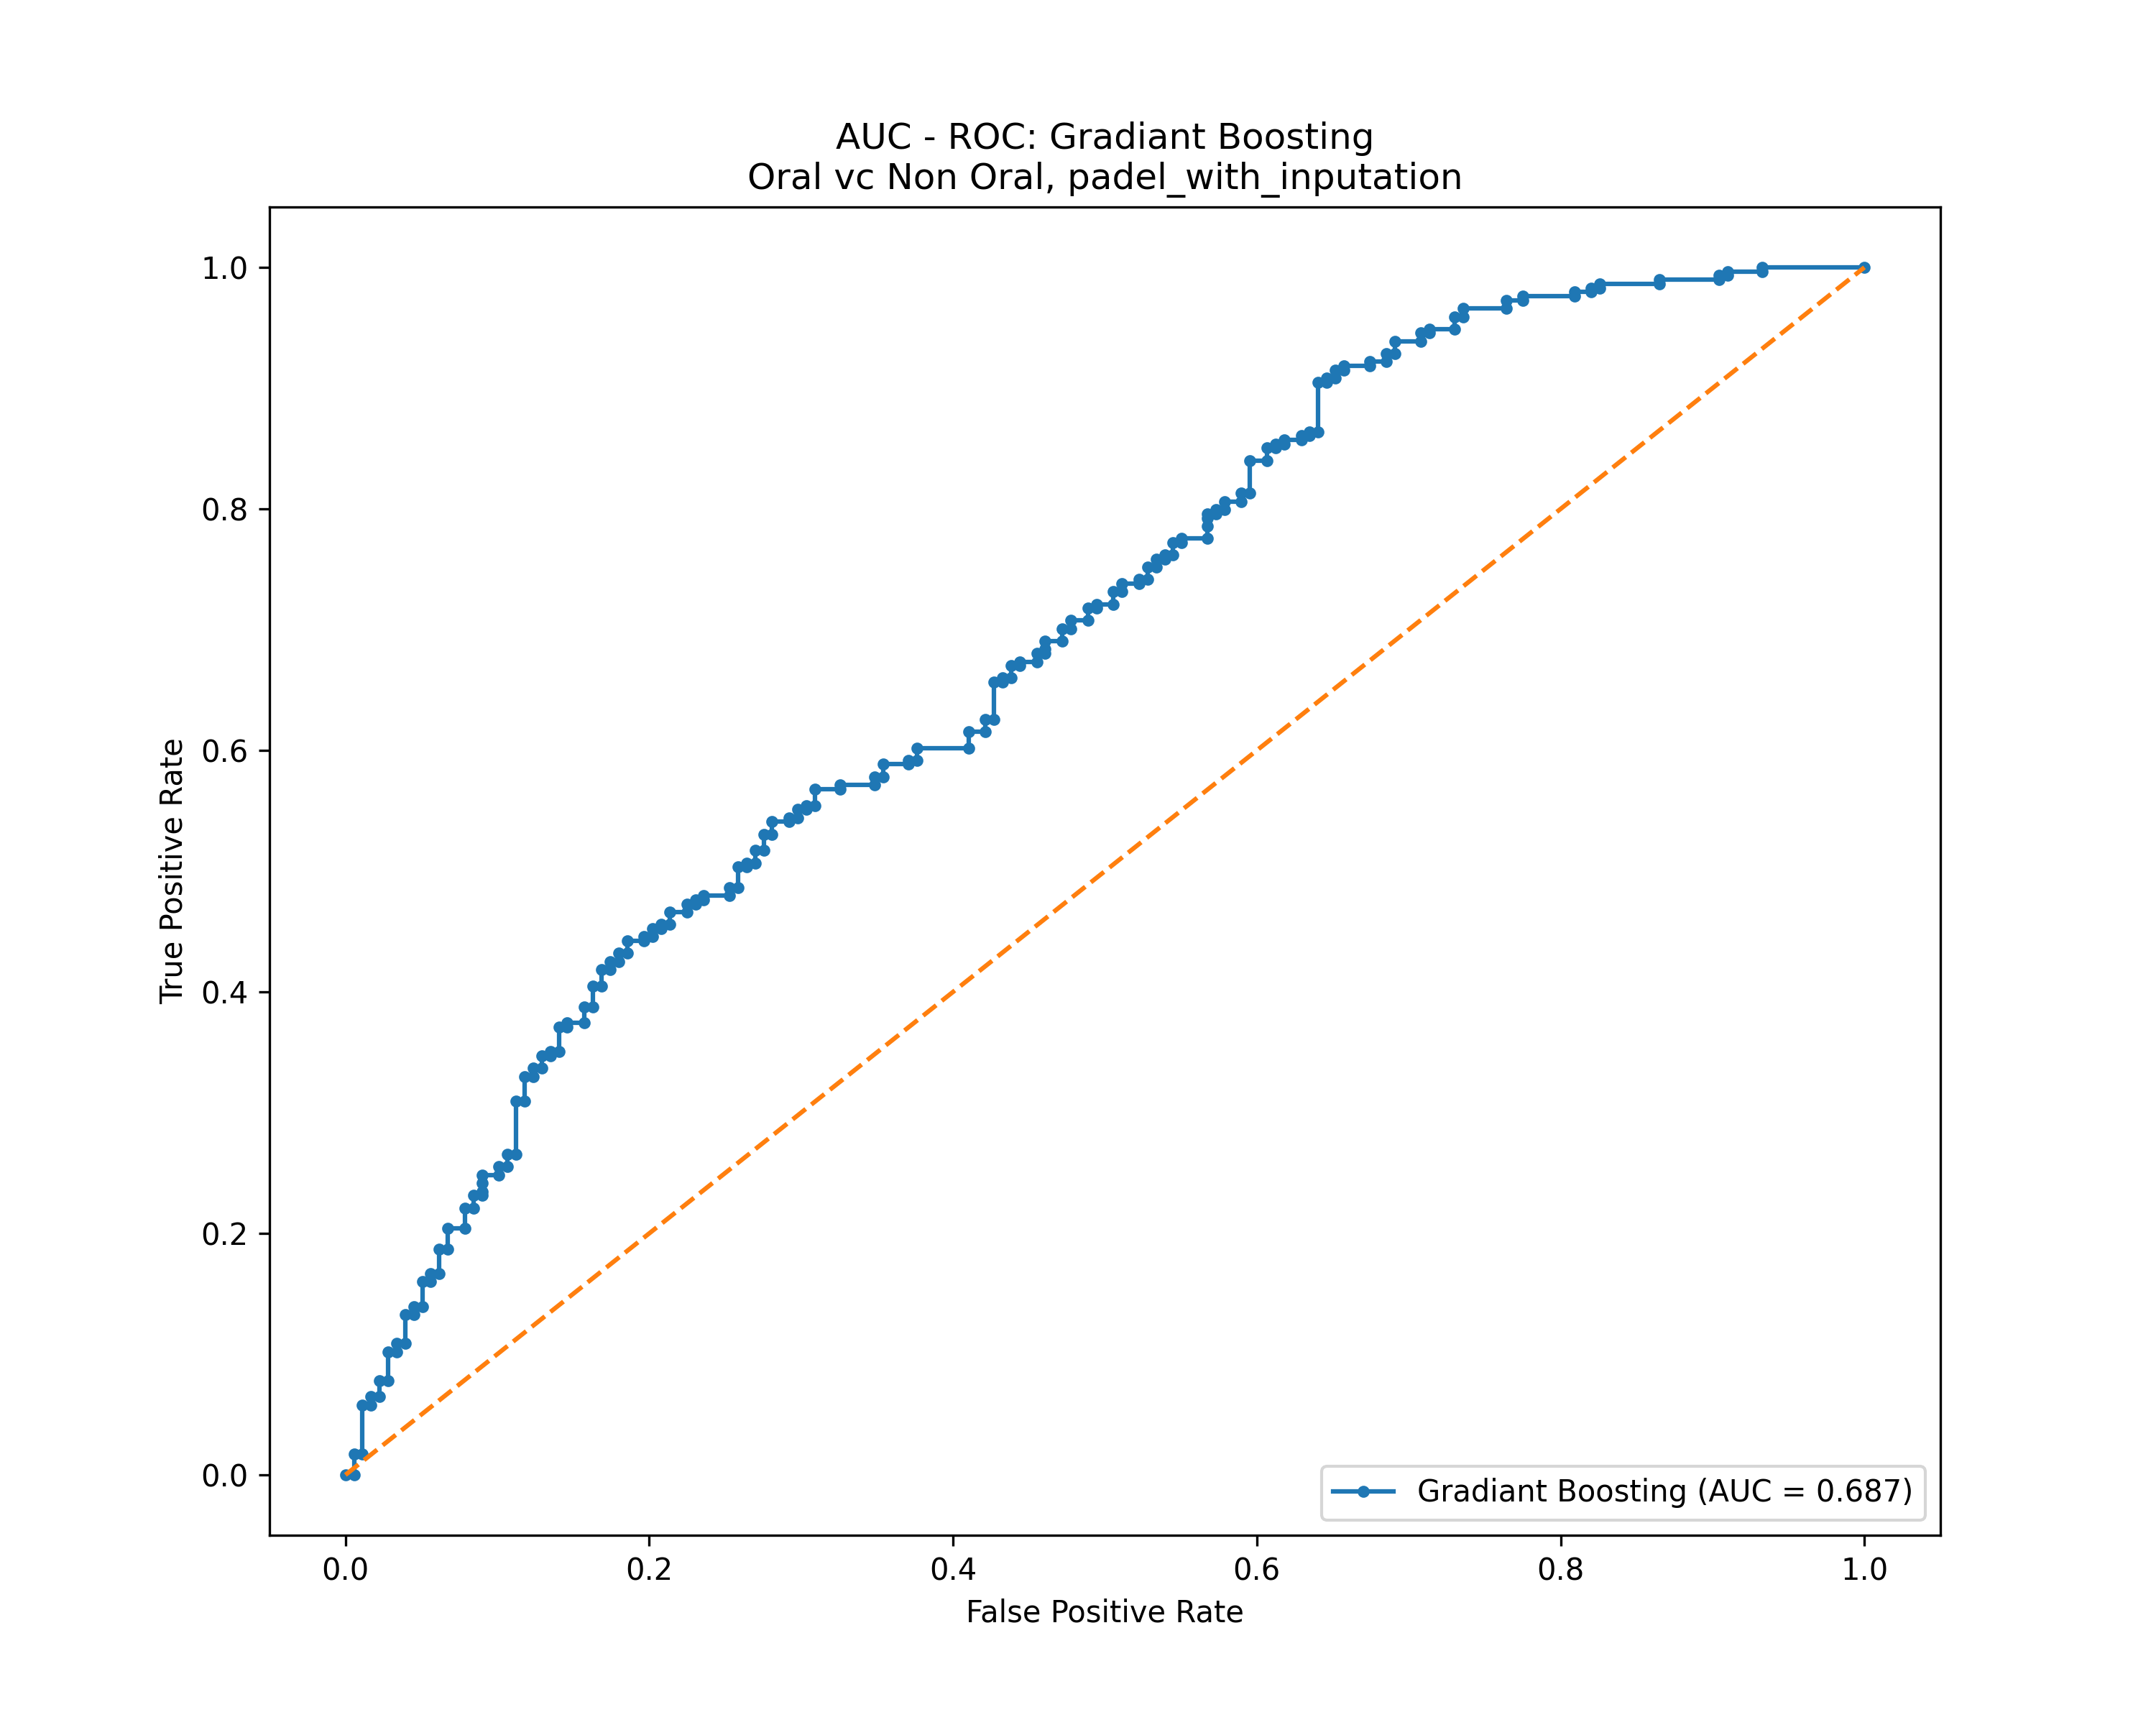 AUC - ROC: Gradiant Boosting
Oral vc Non Oral, padel_with_inputation
1.0
0.8
0.6
0.4
0.2
0.0
True Positive Rate
Gradiant Boosting (AUC = 0.687)
0.0 0.2 0.4 0.6 0.8 1.0
False Positive Rate